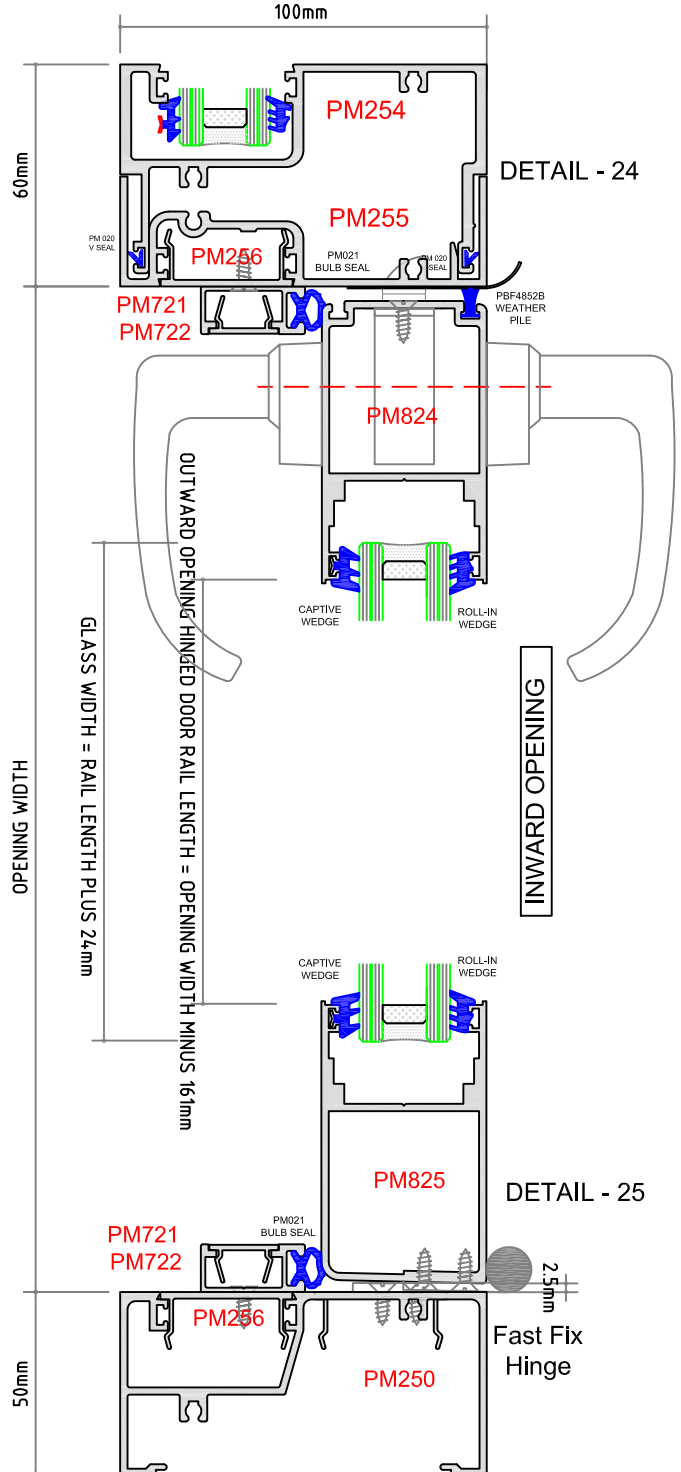 100mm
60mm
PM254
DETAIL - 24
PM255
PM 020
V SEAL
PM256
PM021
BULB SEAL
PM 020
SEAL
PM721
PM722
PBF4852B
WEATHER
PILE
PM824
OUTWARD OPENING HINGED DOOR RAIL LENGTH = OPENING WIDTH MINUS 161mm
GLASS WIDTH = RAIL LENGTH PLUS 24mm
OPENING WIDTH
CAPTIVE
WEDGE
ROLL-IN
WEDGE
INWARD OPENING
CAPTIVE
WEDGE
ROLL-IN
WEDGE
PM825
DETAIL - 25
PM021
BULB SEAL
PM721
PM722
2.5mm
PM256
Fast Fix
Hinge
PM250
50mm